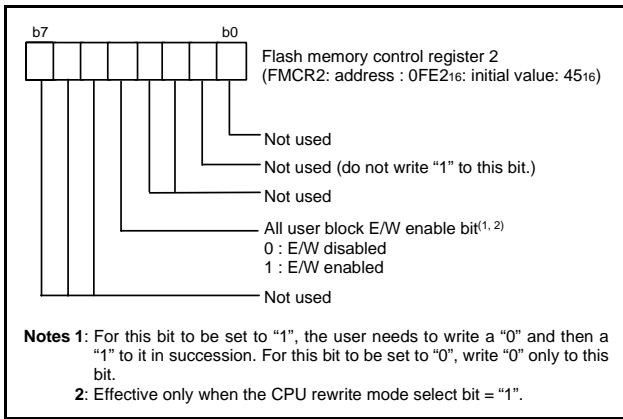 b7 b0
Flash memory control register 2
(FMCR2: address : 0FE216: initial value: 4516)
Not used
Not used (do not write “1” to this bit.)
Not used
All user block E/W enable bit(1, 2)
0 : E/W disabled
1 : E/W enabled
Not used
Notes 1: For this bit to be set to “1”, the user needs to write a “0” and then a
“1” to it in succession. For this bit to be set to “0”, write “0” only to this
bit.
2: Effective only when the CPU rewrite mode select bit = “1”.